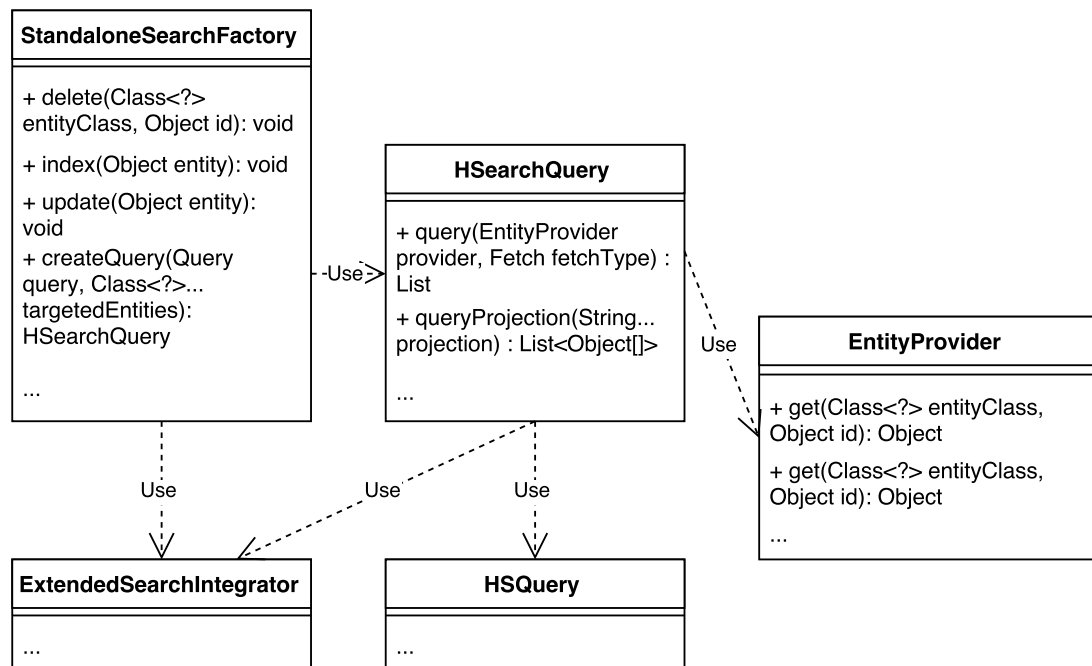 StandaloneSearchFactory
+ delete(Class<?>
entityClass, Object id): void
+ index(Object entity): void
+ update(Object entity):
void
+ createQuery(Query
query, Class<?>...
targetedEntities):
HSearchQuery
...
Use
HSearchQuery
+ query(EntityProvider
provider, Fetch fetchType) :
List
+ queryProjection(String...
projection) : List<Object[]>
...
Use
EntityProvider
+ get(Class<?> entityClass,
Object id): Object
+ get(Class<?> entityClass,
Object id): Object
...
Use
Use
Use
ExtendedSearchIntegrator
...
HSQuery
...